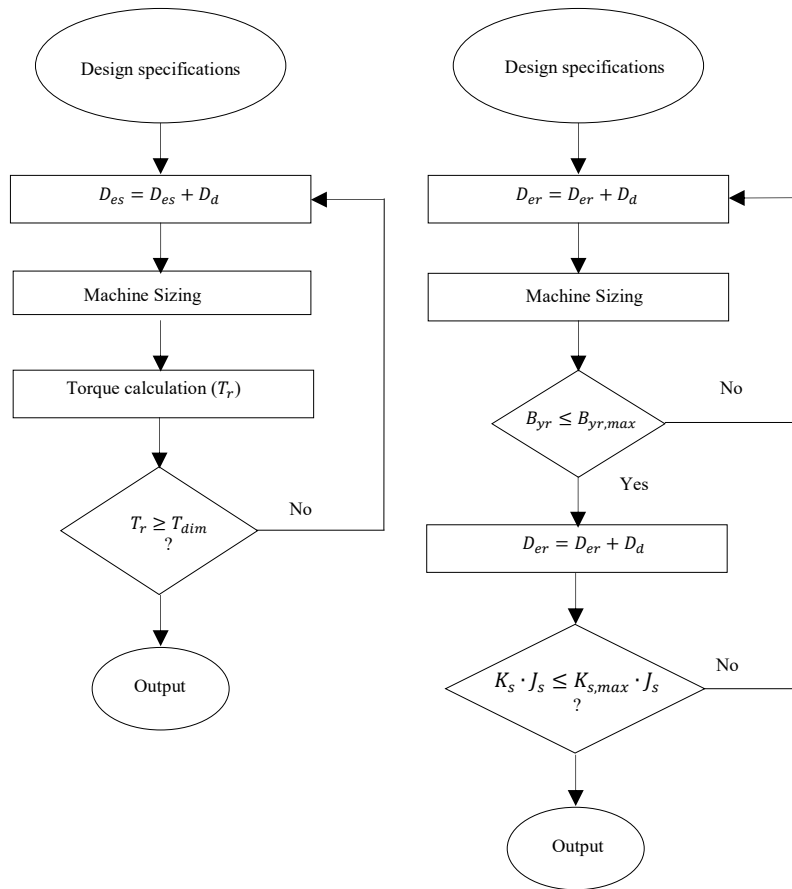 Design specifications
D_es = D_es + D_d
Machine Sizing
Torque calculation (T_r)
T_r ≥ T_dim
?
No
Output
Design specifications
D_er = D_er + D_d
Machine Sizing
B_yr ≤ B_yr,max
No
Yes
D_er = D_er + D_d
K_s · J_s ≤ K_s,max · J_s
?
No
Output